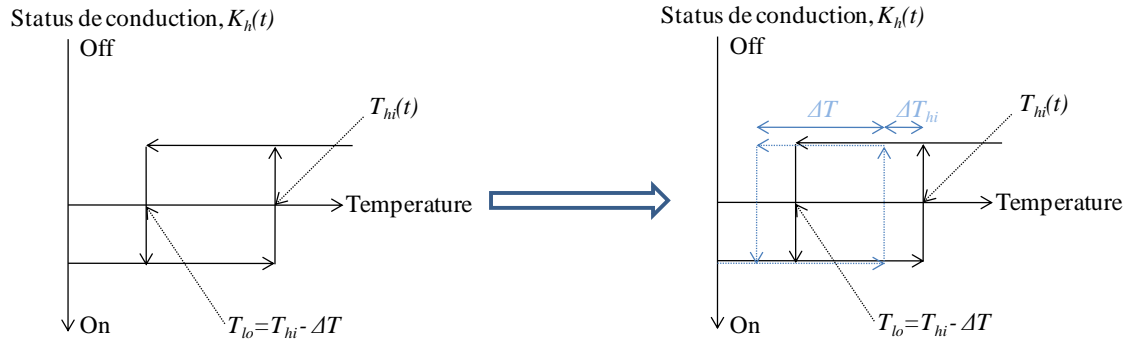 Status de conduction, K_h(t)
Off
T_hi(t)
Temperature
T_lo=T_hi - ΔT
On
Status de conduction, K_h(t)
Off
ΔT
ΔT_hi
T_hi(t)
Temperature
T_lo=T_hi - ΔT
On